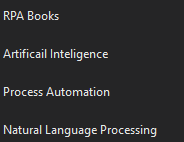 RPA Books
Artificail Inteligence
Process Automation
Natural Language Processing